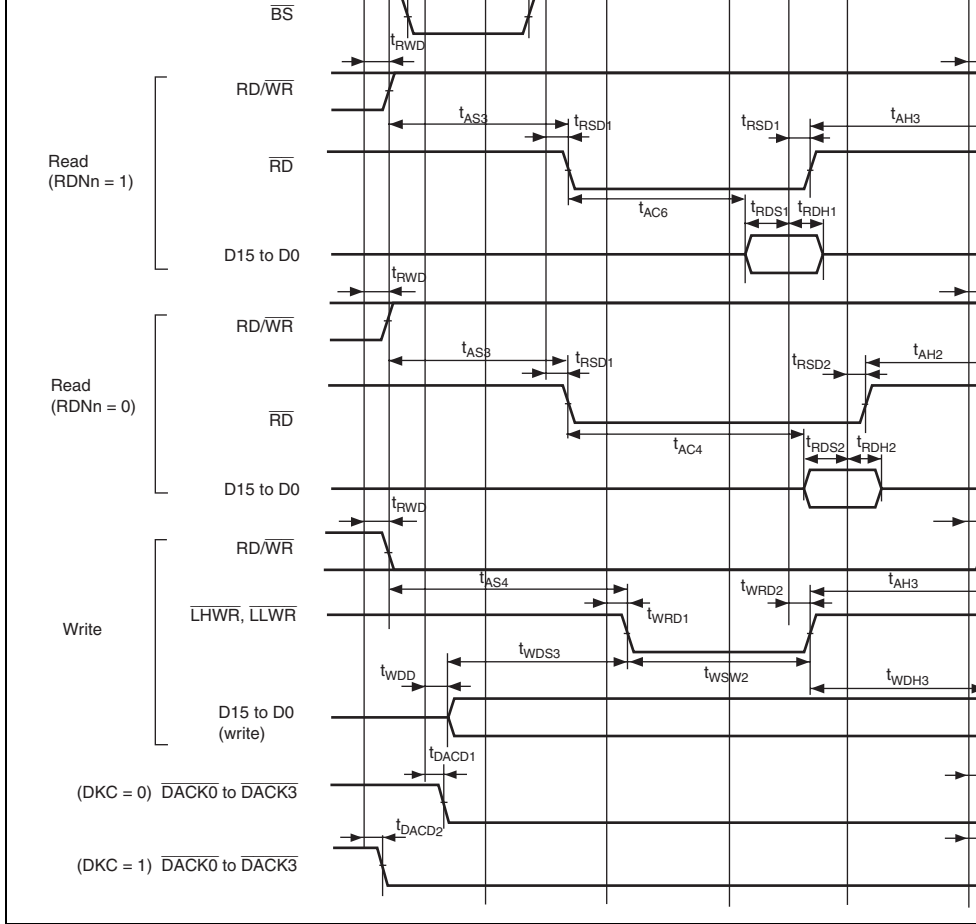 BS
tRWD
RD/WR
tAS3
tRSD1
tRSD1
tAH3
Read
(RDNn = 1)
RD
tAC6
tRDS1
tRDH1
D15 to D0
tRWD
RD/WR
tAS3
tRSD1
tRSD2
tAH2
Read
(RDNn = 0)
RD
tAC4
tRDS2
tRDH2
D15 to D0
tRWD
RD/WR
tAS4
tWRD2
tAH3
Write
LHWR, LLWR
tWRD1
tWDS3
tWSW2
tWDD
tWDH3
D15 to D0
(write)
tDACD1
(DKC = 0) DACK0 to DACK3
tDACD2
(DKC = 1) DACK0 to DACK3